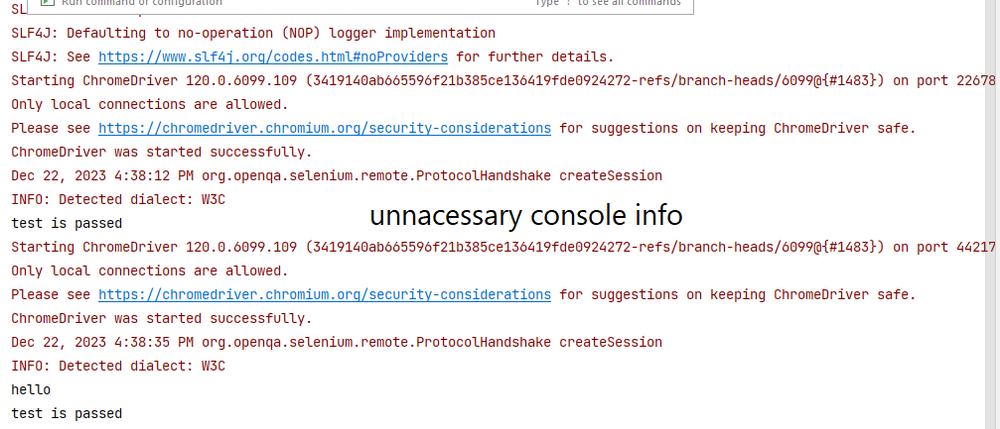 Run command or configuration Type '?' to see all commands
SLF4J: Defaulting to no-operation (NOP) logger implementation
SLF4J: See https://www.slf4j.org/codes.html#noProviders for further details.
Starting ChromeDriver 120.0.6099.109 (3419140ab665596f21b385ce136419fde0924272-refs/branch-heads/6099@{#1483}) on port 22678
Only local connections are allowed.
Please see https://chromedriver.chromium.org/security-considerations for suggestions on keeping ChromeDriver safe.
ChromeDriver was started successfully.
Dec 22, 2023 4:38:12 PM org.openqa.selenium.remote.ProtocolHandshake createSession
INFO: Detected dialect: W3C
unnacessary console info
test is passed
Starting ChromeDriver 120.0.6099.109 (3419140ab665596f21b385ce136419fde0924272-refs/branch-heads/6099@{#1483}) on port 44217
Only local connections are allowed.
Please see https://chromedriver.chromium.org/security-considerations for suggestions on keeping ChromeDriver safe.
ChromeDriver was started successfully.
Dec 22, 2023 4:38:35 PM org.openqa.selenium.remote.ProtocolHandshake createSession
INFO: Detected dialect: W3C
hello
test is passed